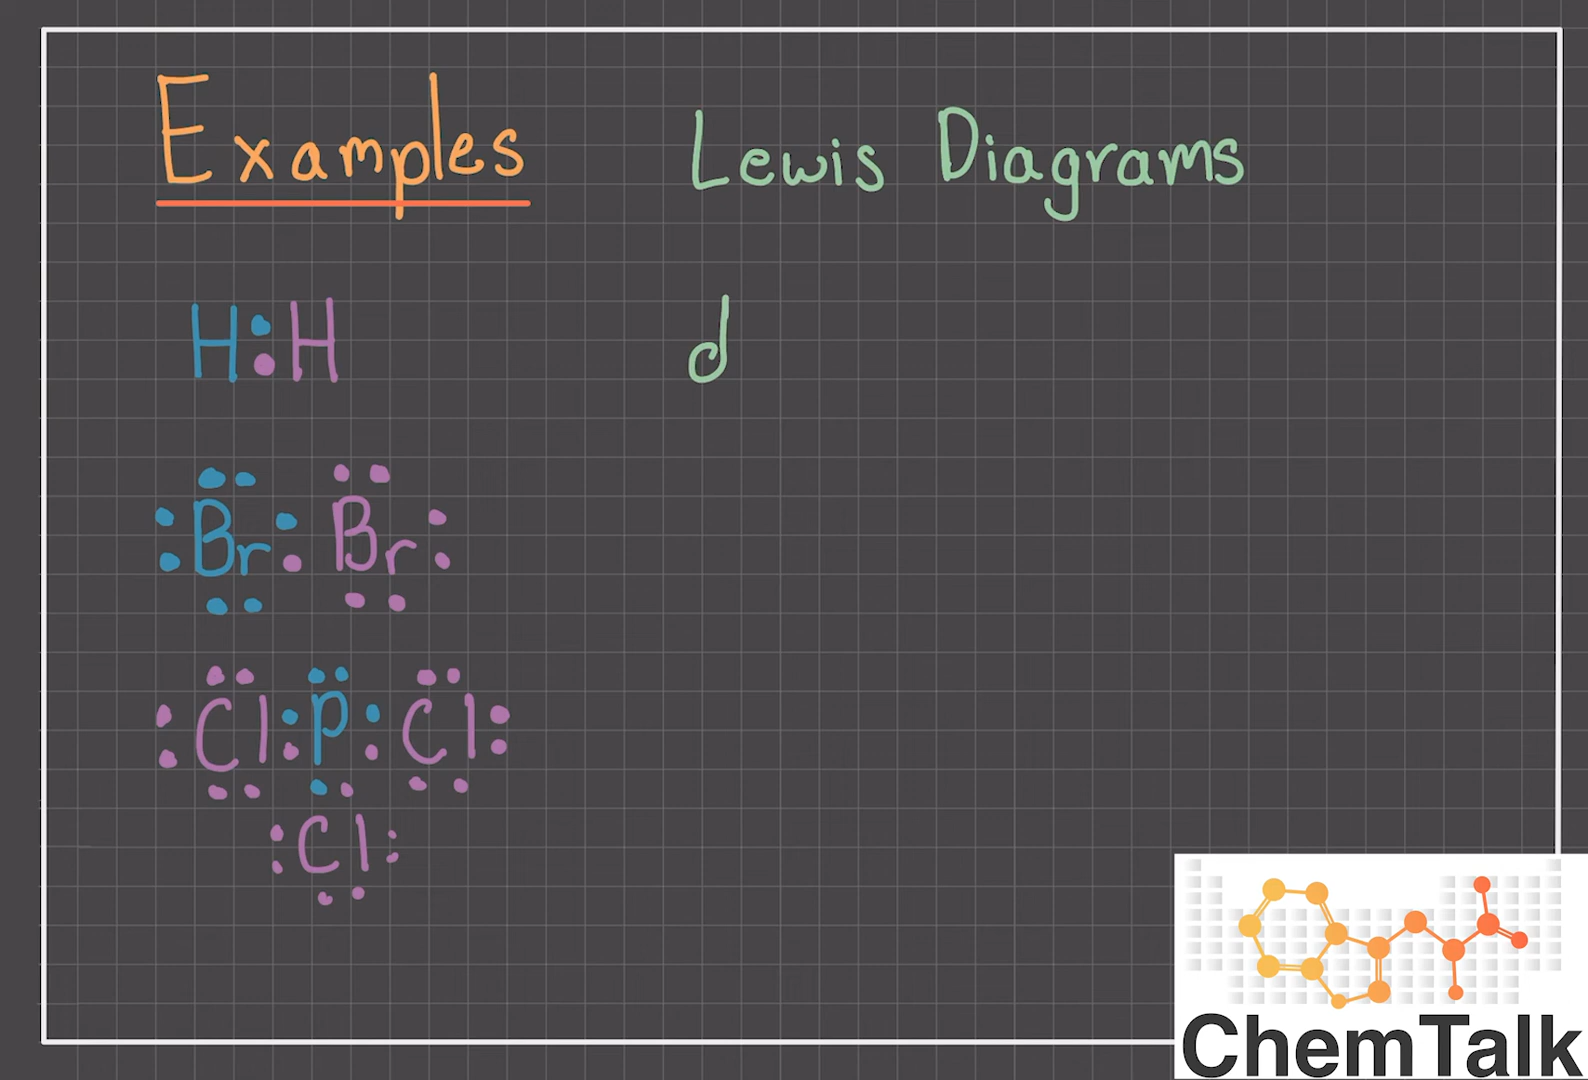 Examples
Lewis Diagrams
H:H
d
Br:Br
Cl:P:Cl
Cl
ChemTalk